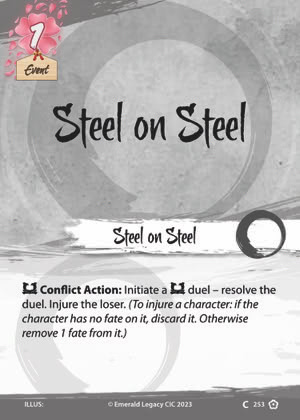 1
Event
Steel on Steel
Steel on Steel
Conflict Action: Initiate a duel – resolve the
duel. Injure the loser. (To injure a character: if the
character has no fate on it, discard it. Otherwise
remove 1 fate from it.)
ILLUS: © Emerald Legacy CIC 2023 C 253